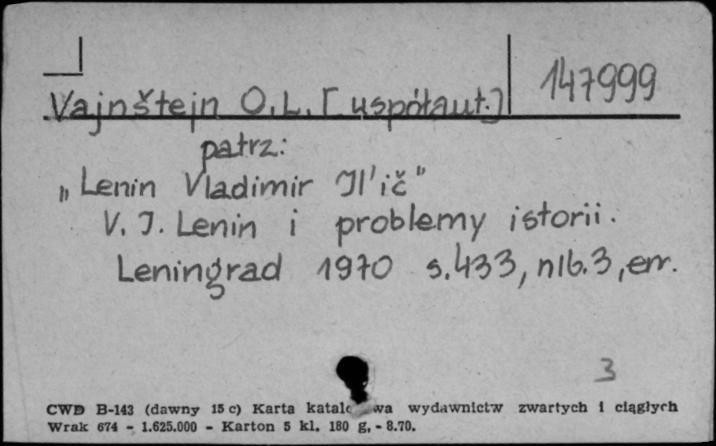 147999
Vajnštejn O.L. [uspółaut.]
patrz:
„Lenin Vladimir Il'ič"
V. I. Lenin i problemy istorii.
Leningrad 1970 s.433, nlb.3, err.
3
CWD B-143 (dawny 15 c) Karta katalo wa wydawnictw zwartych i ciągłych
Wrak 674 - 1.625.000 - Karton 5 kl. 180 g, - 8.70.